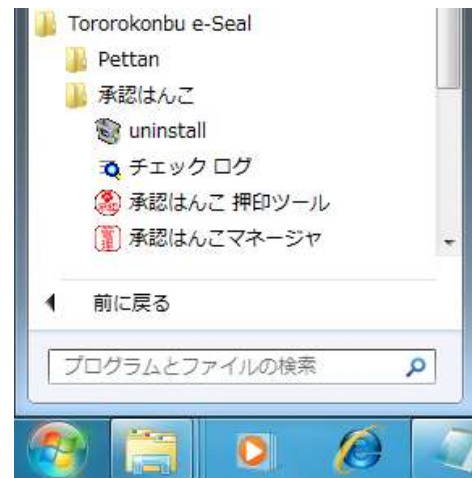 Tororokonbu e-Seal
Pettan
承認はんこ
uninstall
チェック ログ
承認はんこ 押印ツール
承認はんこマネージャ
前に戻る
プログラムとファイルの検索